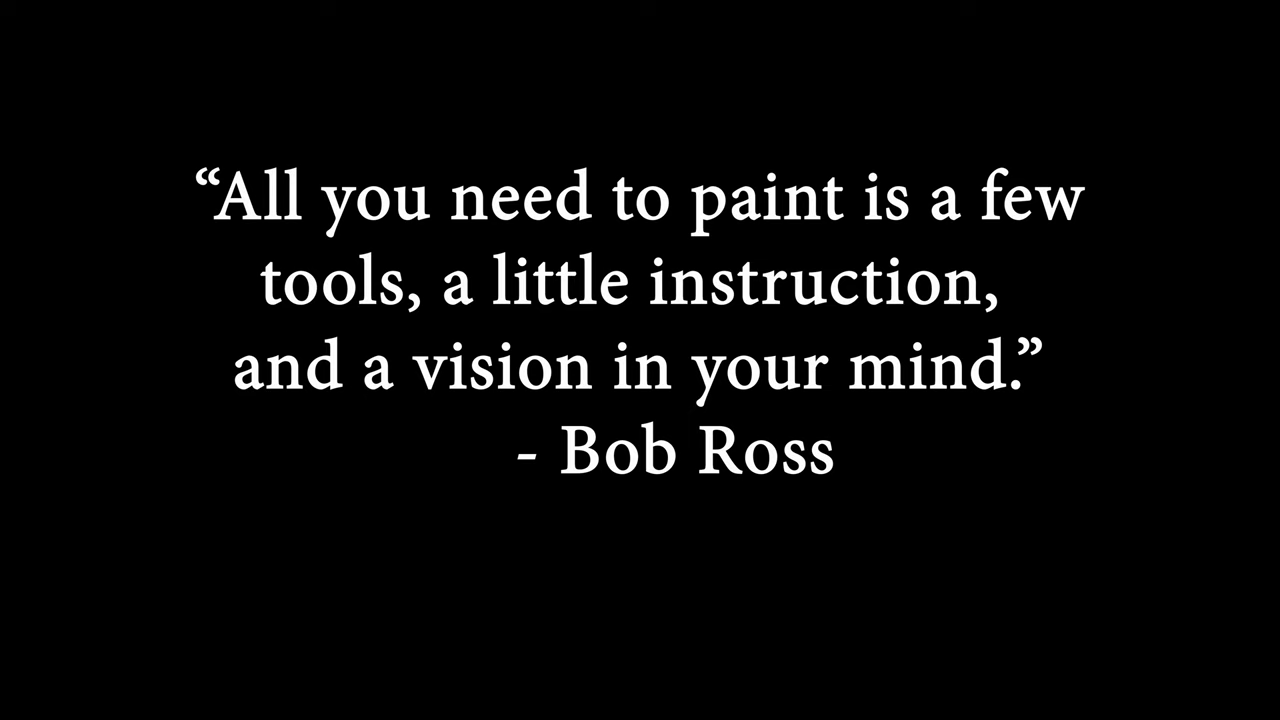 “All you need to paint is a few
tools, a little instruction,
and a vision in your mind.”
- Bob Ross